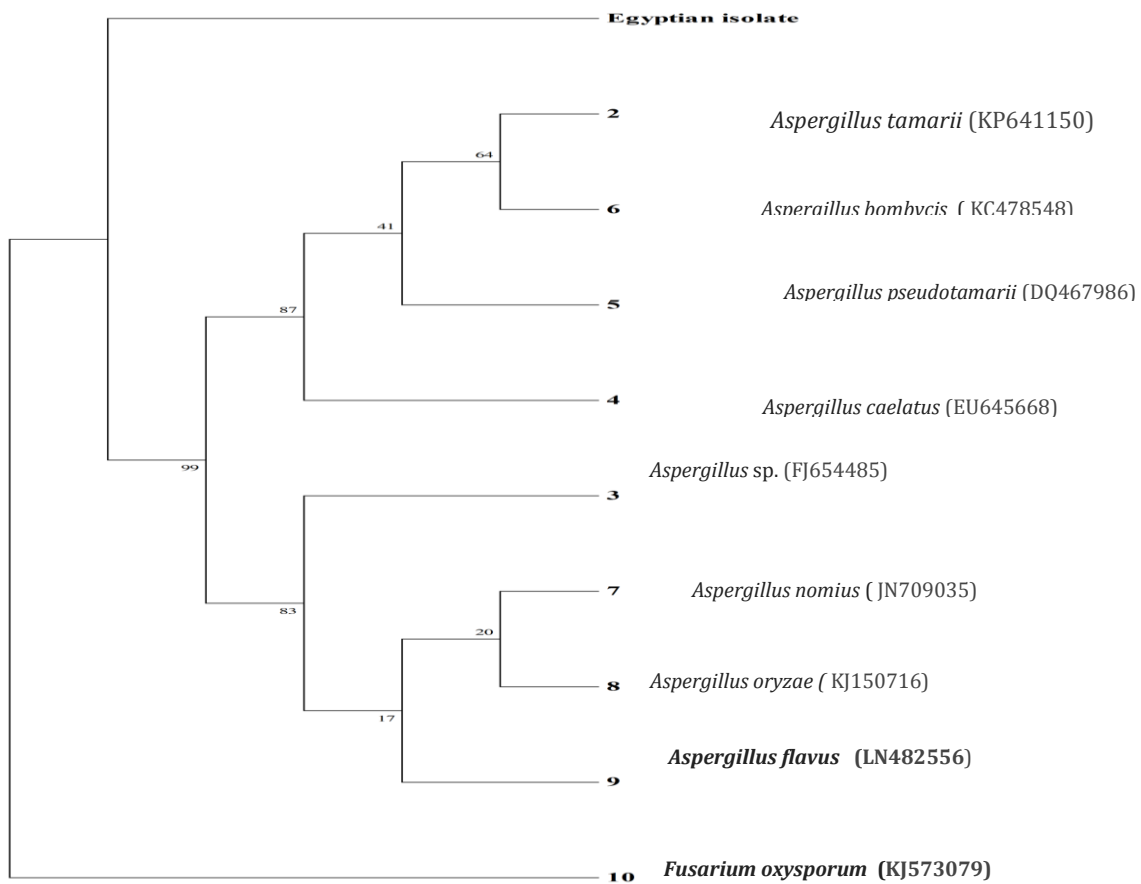 Egyptian isolate
2 Aspergillus tamarii (KP641150)
64
6 Aspergillus bombycis ( KC478548)
41
5 Aspergillus pseudotamarii (DQ467986)
87
4 Aspergillus caelatus (EU645668)
99
Aspergillus sp. (FJ654485)
3
7 Aspergillus nomius ( JN709035)
83
20
8 Aspergillus oryzae ( KJ150716)
17
Aspergillus flavus (LN482556)
9
10 Fusarium oxysporum (KJ573079)